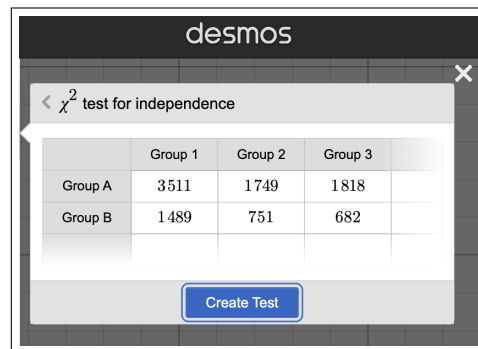 desmos
χ² test for independence
Group 1 Group 2 Group 3
Group A 3511 1749 1818
Group B 1489 751 682
Create Test